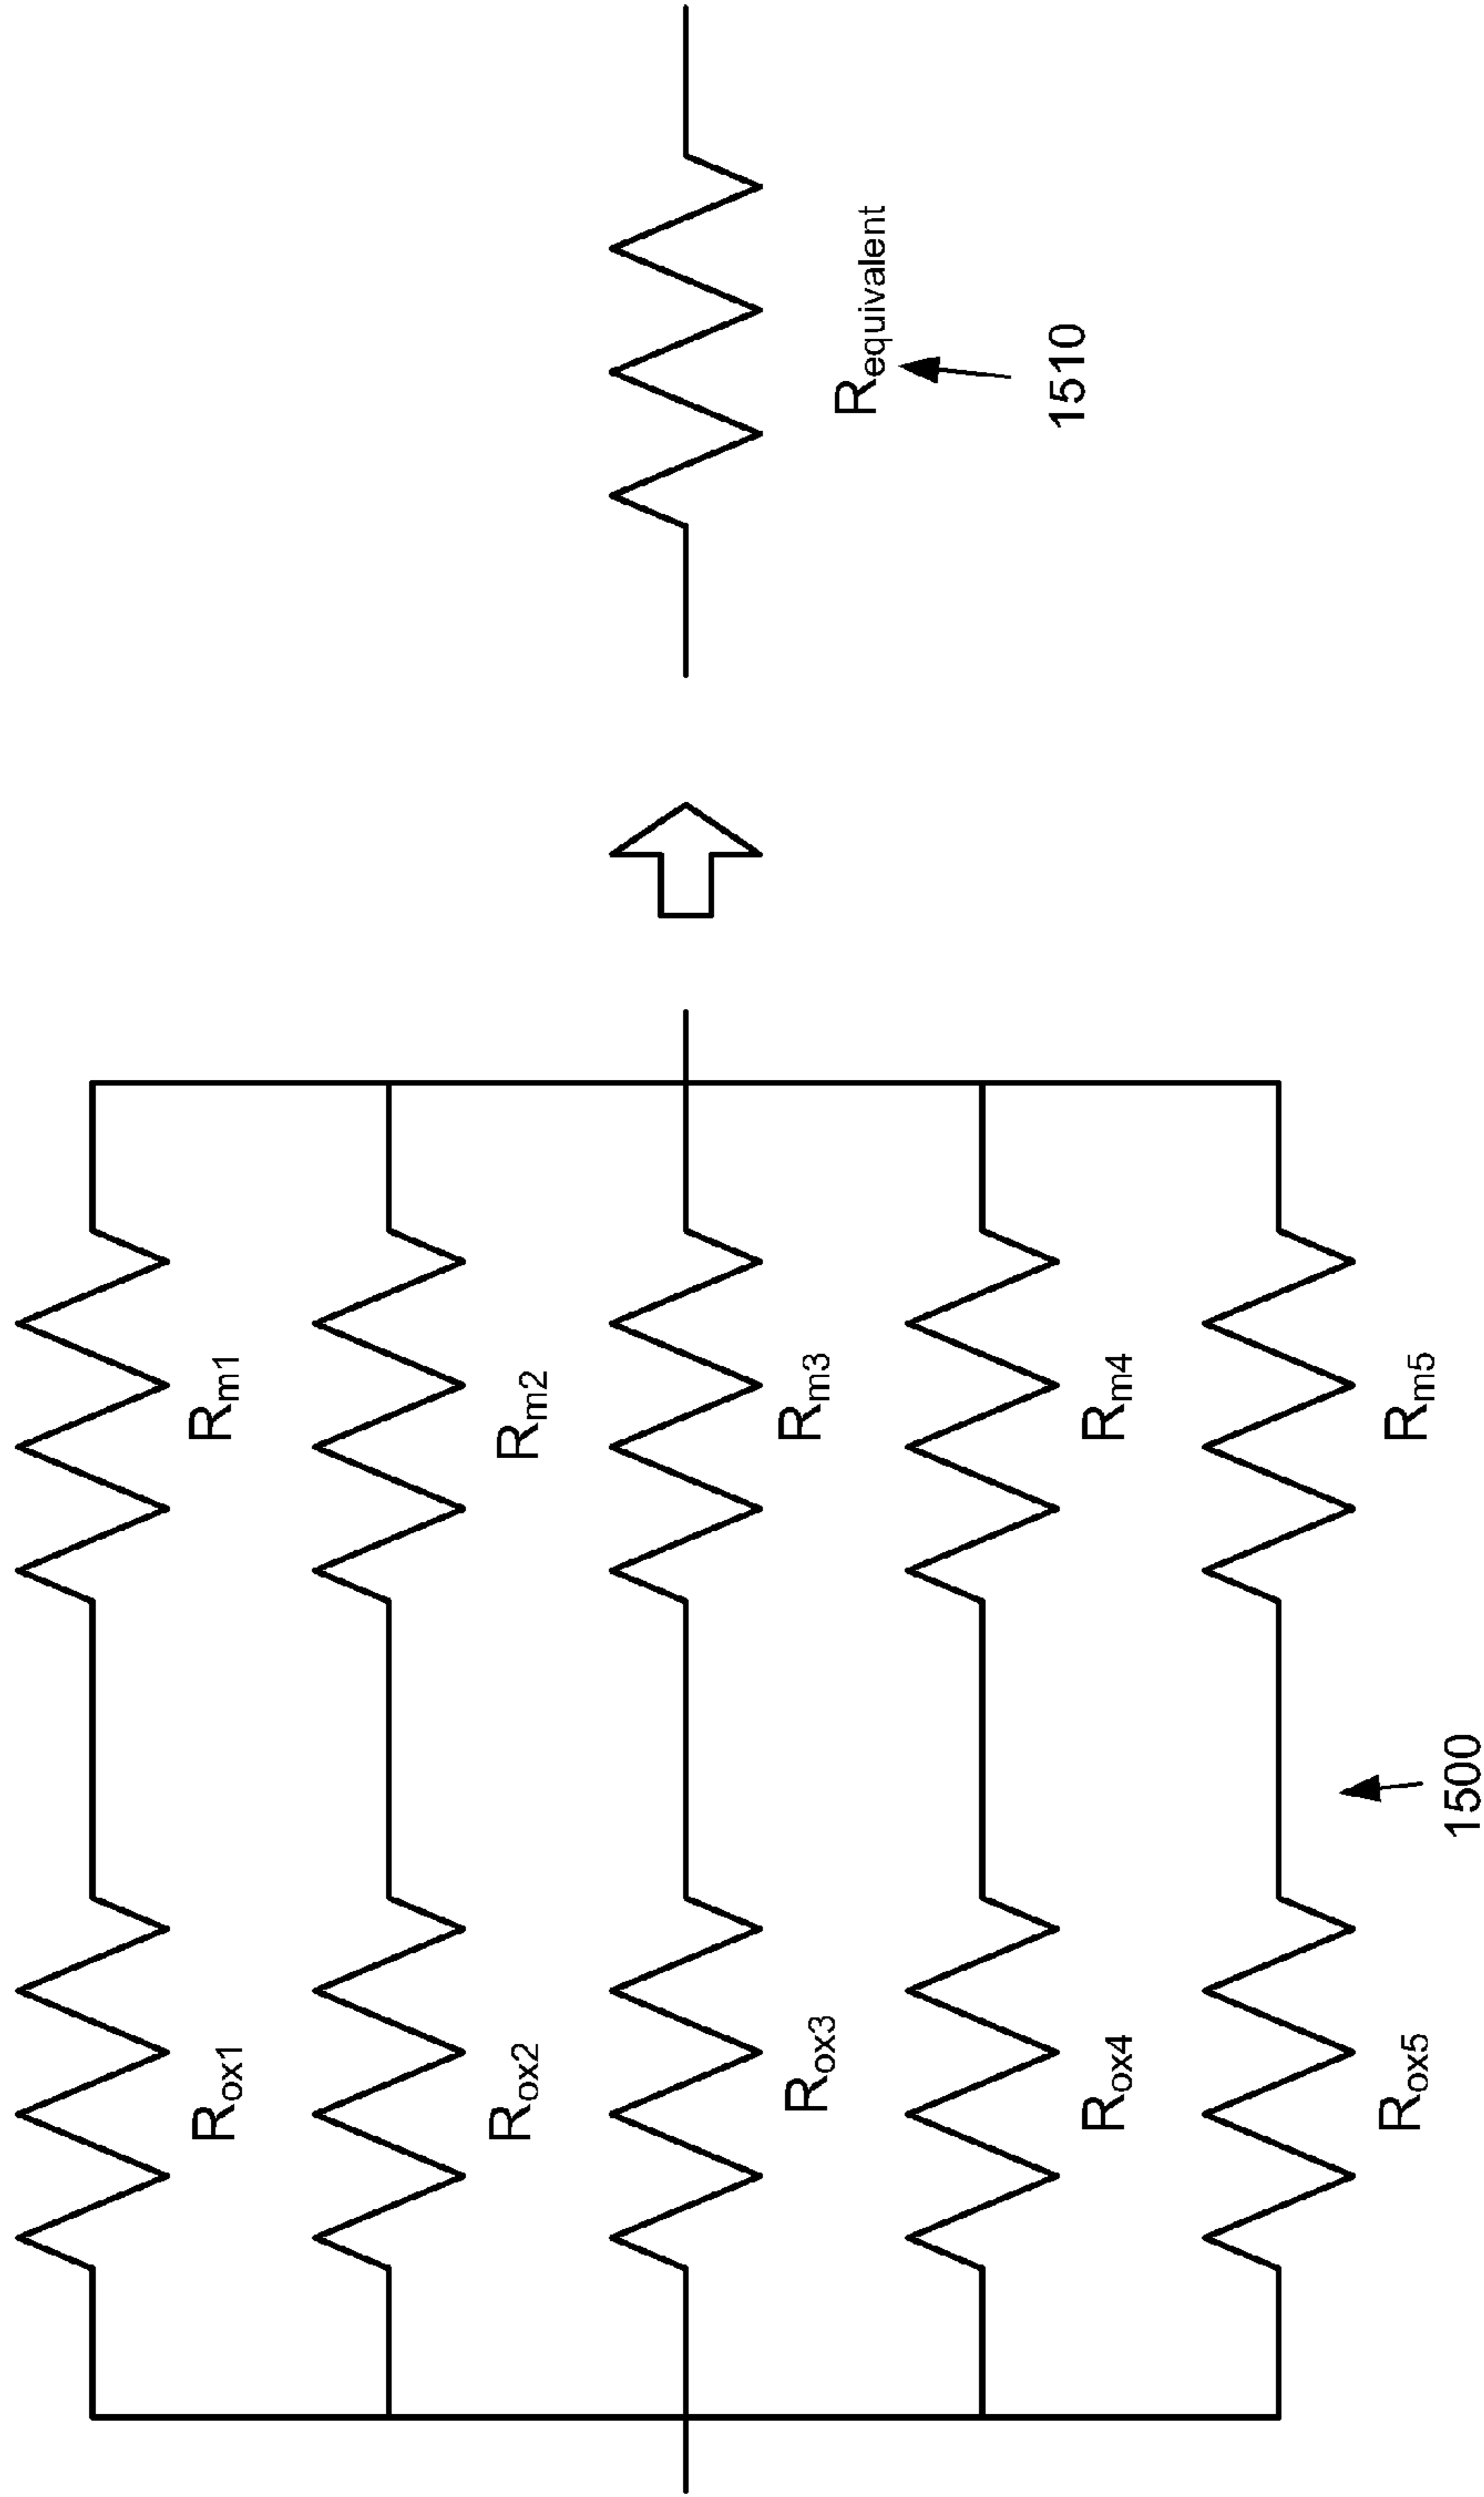 Rox1
Rm1
Rox2
Rm2
Rox3
Rm3
Requivalent
1510
Rox4
Rm4
Rox5
Rm5
1500